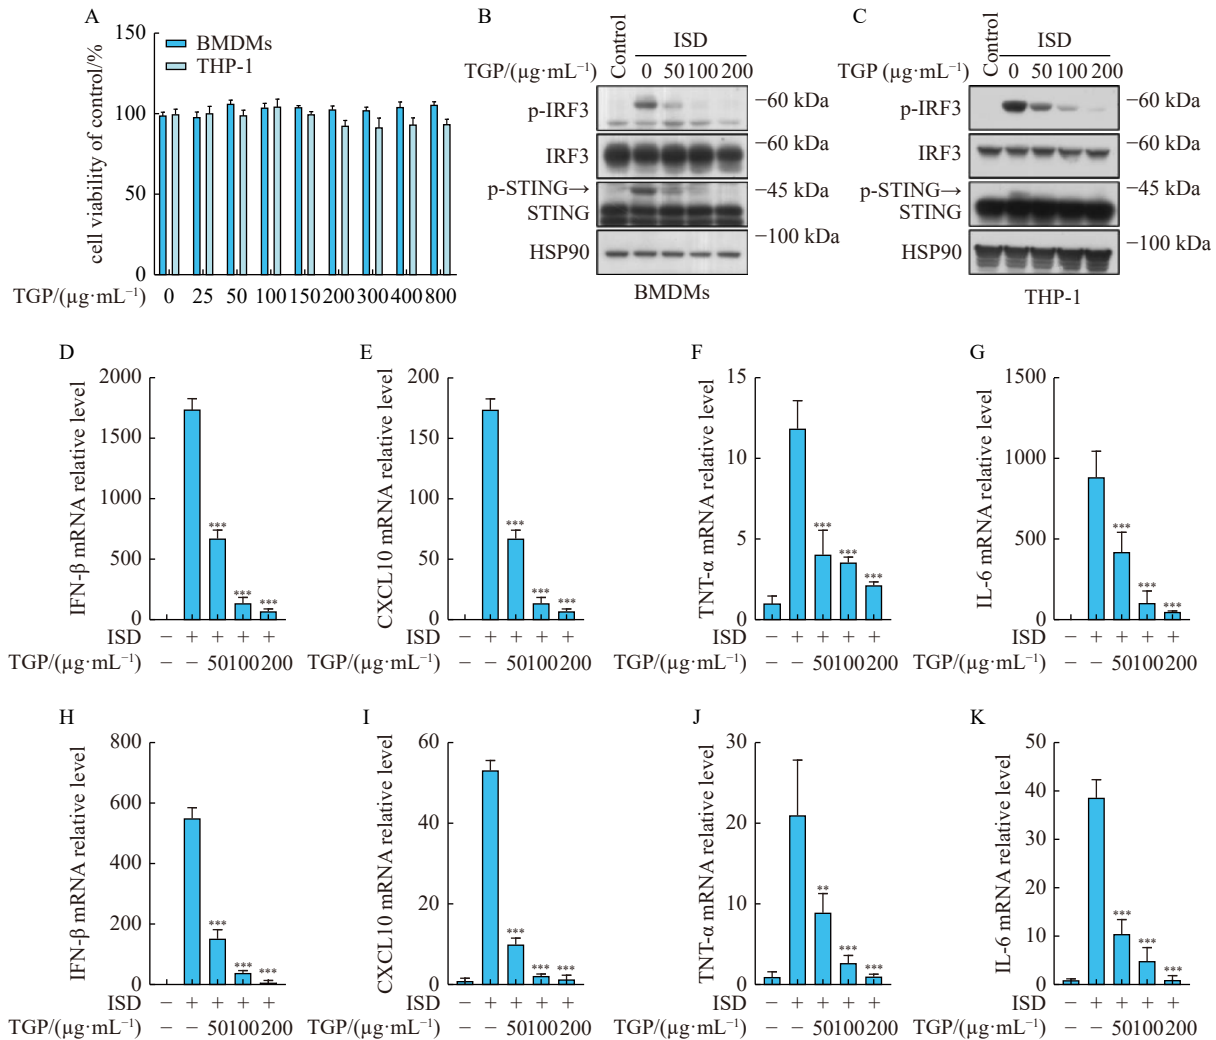 A
cell viability of control/%
150
100
50
0
BMDMs
THP-1
TGP/(μg·mL⁻¹) 0 25 50 100 150 200 300 400 800
B
Control
ISD
TGP/(μg·mL⁻¹) 0 50 100 200
p-IRF3 −60 kDa
IRF3 −60 kDa
p-STING→ −45 kDa
STING
HSP90 −100 kDa
BMDMs
C
Control
ISD
TGP (μg·mL⁻¹) 0 50 100 200
p-IRF3 −60 kDa
IRF3 −60 kDa
p-STING→ −45 kDa
STING
HSP90 −100 kDa
THP-1
D
IFN-β mRNA relative level
2000
1500
1000
500
0
***
***
***
ISD − + + + +
TGP/(μg·mL⁻¹) − − 50 100 200
E
CXCL10 mRNA relative level
200
150
100
50
0
***
***
***
ISD − + + + +
TGP/(μg·mL⁻¹) − − 50 100 200
F
TNT-α mRNA relative level
15
12
5
4
0
***
***
***
ISD − + + + +
TGP/(μg·mL⁻¹) − − 50 100 200
G
IL-6 mRNA relative level
1500
1000
500
0
***
***
***
ISD − + + + +
TGP/(μg·mL⁻¹) − − 50 100 200
H
IFN-β mRNA relative level
800
600
400
200
0
***
***
***
ISD − + + + +
TGP/(μg·mL⁻¹) − − 50 100 200
I
CXCL10 mRNA relative level
60
40
20
0
***
***
***
ISD − + + + +
TGP/(μg·mL⁻¹) − − 50 100 200
J
TNT-α mRNA relative level
30
20
10
0
**
***
***
ISD − + + + +
TGP/(μg·mL⁻¹) − − 50 100 200
K
IL-6 mRNA relative level
50
40
30
20
10
0
***
***
***
ISD − + + + +
TGP/(μg·mL⁻¹) − − 50 100 200